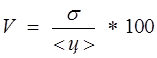 V = σ / <ц> * 100